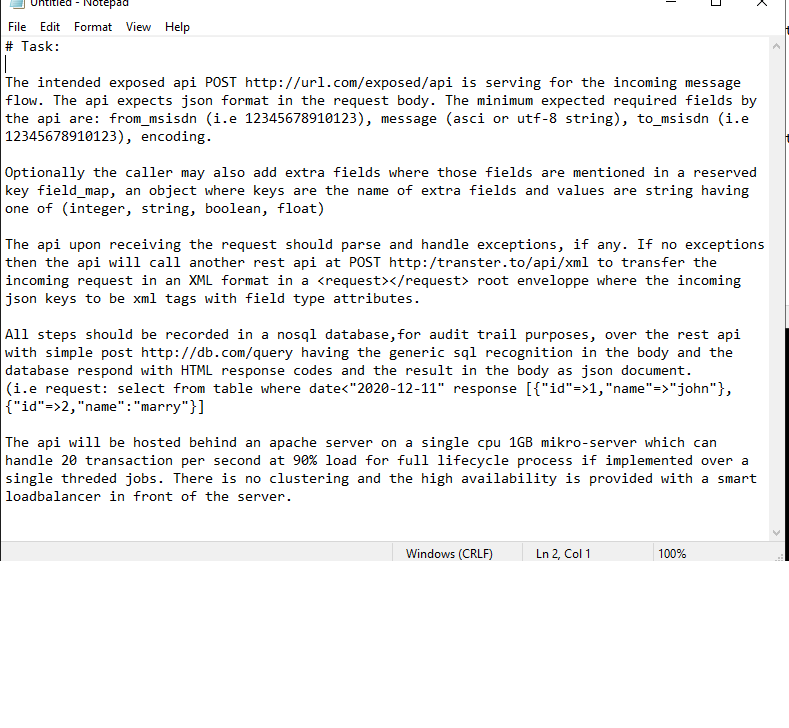 Untitled - Notepad
File Edit Format View Help
# Task:
The intended exposed api POST http://url.com/exposed/api is serving for the incoming message
flow. The api expects json format in the request body. The minimum expected required fields by
the api are: from_msisdn (i.e 12345678910123), message (asci or utf-8 string), to_msisdn (i.e
12345678910123), encoding.
Optionally the caller may also add extra fields where those fields are mentioned in a reserved
key field_map, an object where keys are the name of extra fields and values are string having
one of (integer, string, boolean, float)
The api upon receiving the request should parse and handle exceptions, if any. If no exceptions
then the api will call another rest api at POST http:/transter.to/api/xml to transfer the
incoming request in an XML format in a <request></request> root enveloppe where the incoming
json keys to be xml tags with field type attributes.
All steps should be recorded in a nosql database,for audit trail purposes, over the rest api
with simple post http://db.com/query having the generic sql recognition in the body and the
database respond with HTML response codes and the result in the body as json document.
(i.e request: select from table where date<"2020-12-11" response [{"id"=>1,"name"=>"john"},
{"id"=>2,"name":"marry"}]
The api will be hosted behind an apache server on a single cpu 1GB mikro-server which can
handle 20 transaction per second at 90% load for full lifecycle process if implemented over a
single threded jobs. There is no clustering and the high availability is provided with a smart
loadbalancer in front of the server.
Windows (CRLF) Ln 2, Col 1 100%